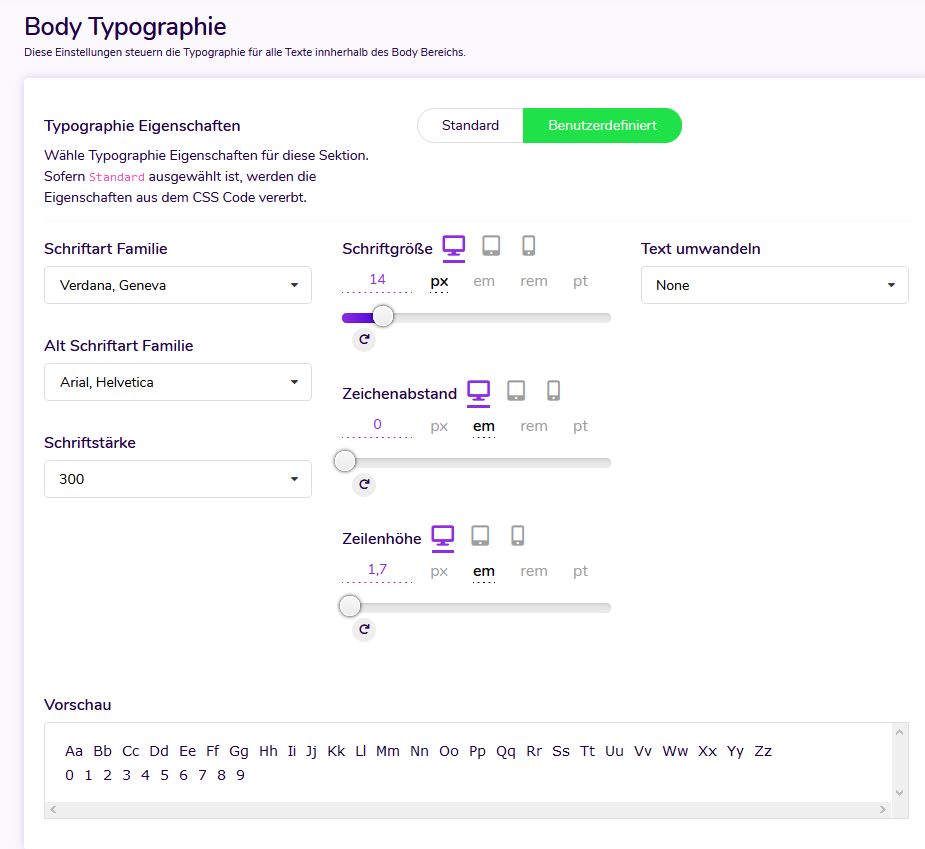 Body Typographie
Diese Einstellungen steuern die Typographie für alle Texte innherhalb des Body Bereichs.
Typographie Eigenschaften
Standard Benutzerdefiniert
Wähle Typographie Eigenschaften für diese Sektion.
Sofern Standard ausgewählt ist, werden die
Eigenschaften aus dem CSS Code vererbt.
Schriftart Familie
Verdana, Geneva
Alt Schriftart Familie
Arial, Helvetica
Schriftstärke
300
Schriftgröße
14 px em rem pt
Zeichenabstand
0 px em rem pt
Zeilenhöhe
1,7 px em rem pt
Text umwandeln
None
Vorschau
Aa Bb Cc Dd Ee Ff Gg Hh Ii Jj Kk Ll Mm Nn Oo Pp Qq Rr Ss Tt Uu Vv Ww Xx Yy Zz
0 1 2 3 4 5 6 7 8 9